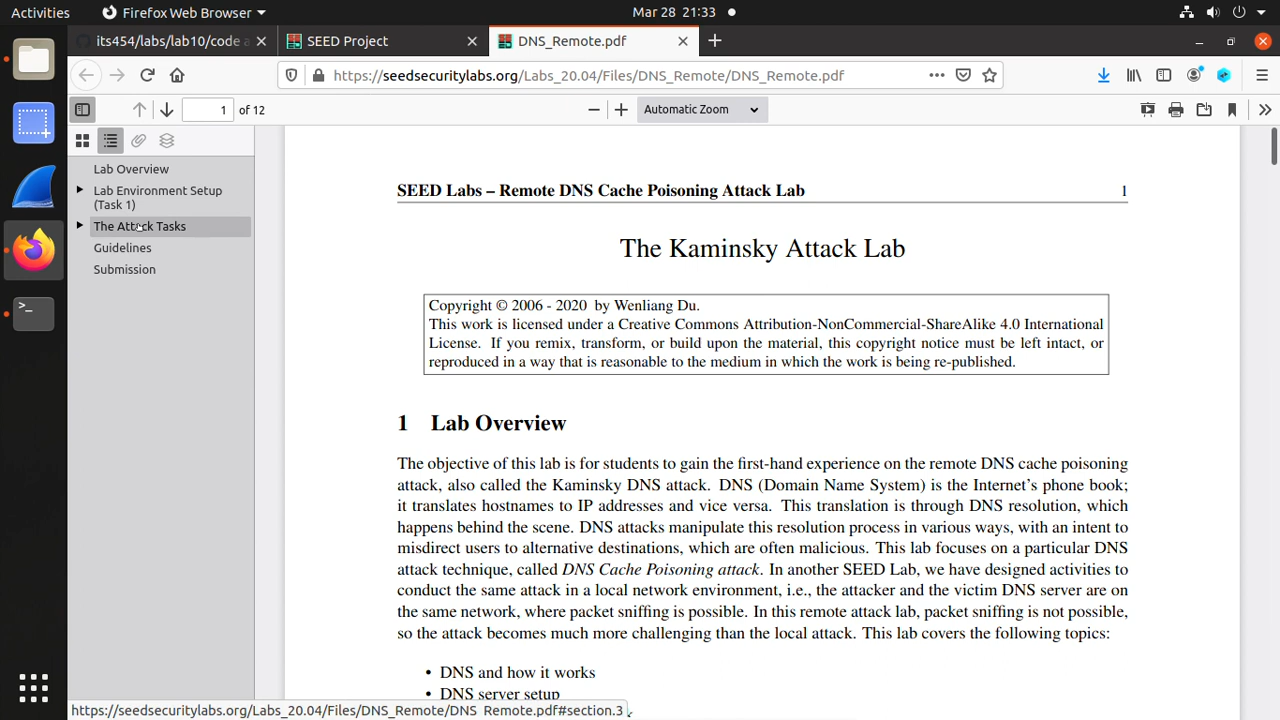 Activities Firefox Web Browser Mar 28 21:33
its454/labs/lab10/code a SEED Project DNS_Remote.pdf
https://seedsecuritylabs.org/Labs_20.04/Files/DNS_Remote/DNS_Remote.pdf
1 of 12 Automatic Zoom
Lab Overview
Lab Environment Setup
(Task 1)
The Attack Tasks
Guidelines
Submission
SEED Labs – Remote DNS Cache Poisoning Attack Lab 1
The Kaminsky Attack Lab
Copyright © 2006 - 2020 by Wenliang Du.
This work is licensed under a Creative Commons Attribution-NonCommercial-ShareAlike 4.0 International
License. If you remix, transform, or build upon the material, this copyright notice must be left intact, or
reproduced in a way that is reasonable to the medium in which the work is being re-published.
1 Lab Overview
The objective of this lab is for students to gain the first-hand experience on the remote DNS cache poisoning
attack, also called the Kaminsky DNS attack. DNS (Domain Name System) is the Internet's phone book;
it translates hostnames to IP addresses and vice versa. This translation is through DNS resolution, which
happens behind the scene. DNS attacks manipulate this resolution process in various ways, with an intent to
misdirect users to alternative destinations, which are often malicious. This lab focuses on a particular DNS
attack technique, called DNS Cache Poisoning attack. In another SEED Lab, we have designed activities to
conduct the same attack in a local network environment, i.e., the attacker and the victim DNS server are on
the same network, where packet sniffing is possible. In this remote attack lab, packet sniffing is not possible,
so the attack becomes much more challenging than the local attack. This lab covers the following topics:
• DNS and how it works
• DNS server setup
https://seedsecuritylabs.org/Labs_20.04/Files/DNS_Remote/DNS_Remote.pdf#section.3